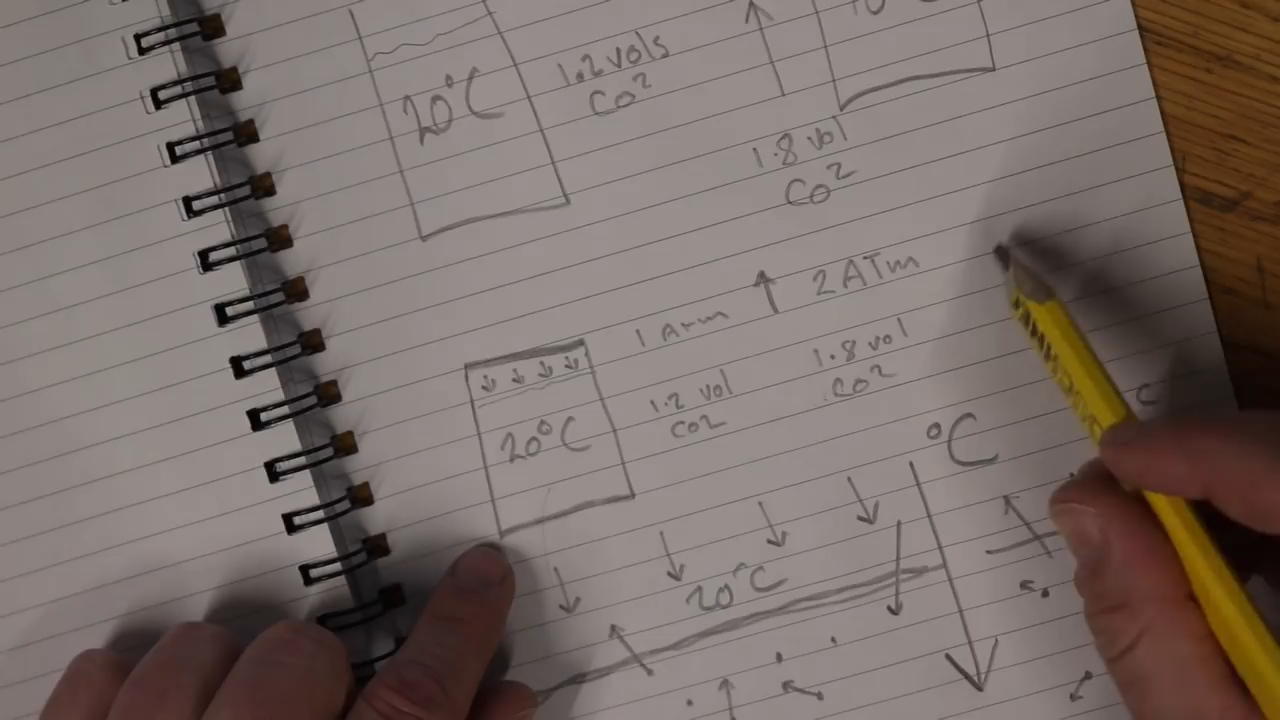 20°C
1.2 vols
CO²
1.8 vol
CO²
1 ATm
2 ATm
20°C
1.2 vol
CO2
1.8 vol
CO2
°C
20°C
C